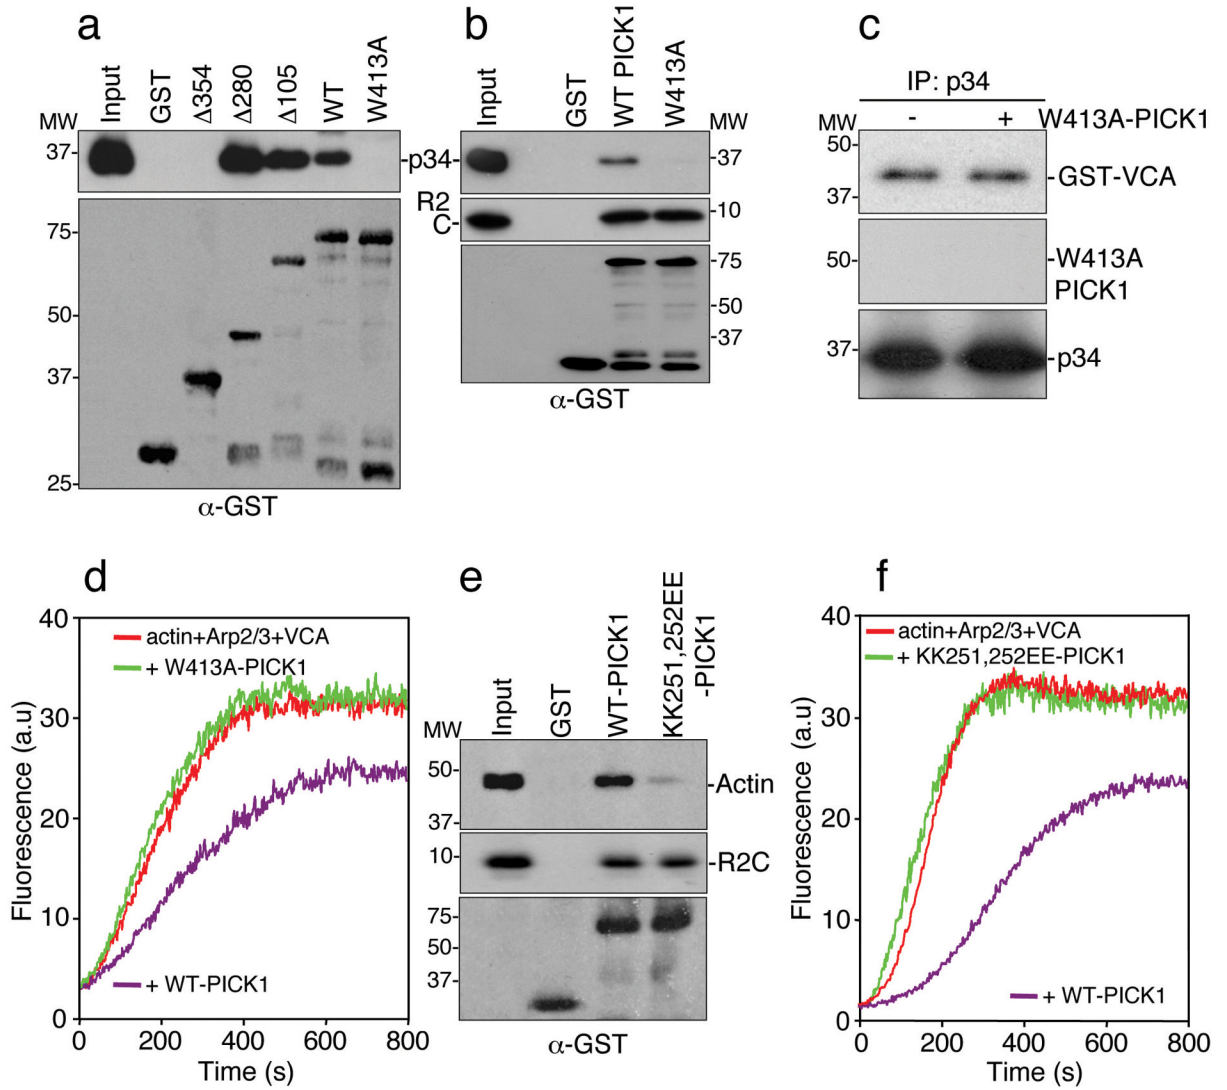 a
Input
GST
Δ354
Δ280
Δ105
WT
W413A
MW
37-
-p34-
75-
50-
37-
25-
α-GST
b
Input
GST
WT PICK1
W413A
MW
-37
R2
C-
-10
-75
-50
-37
α-GST
c
IP: p34
MW
- + W413A-PICK1
50-
-GST-VCA
37-
50-
-W413A
PICK1
37-
-p34
d
40
30
20
10
0
Fluorescence (a.u)
actin+Arp2/3+VCA
+ W413A-PICK1
+ WT-PICK1
0 200 400 600 800
Time (s)
e
Input
GST
WT-PICK1
KK251,252EE
-PICK1
MW
50-
-Actin
37-
10-
-R2C
75-
50-
37-
α-GST
f
40
30
20
10
0
Fluorescence (a.u)
actin+Arp2/3+VCA
+ KK251,252EE-PICK1
+ WT-PICK1
0 200 400 600 800
Time (s)